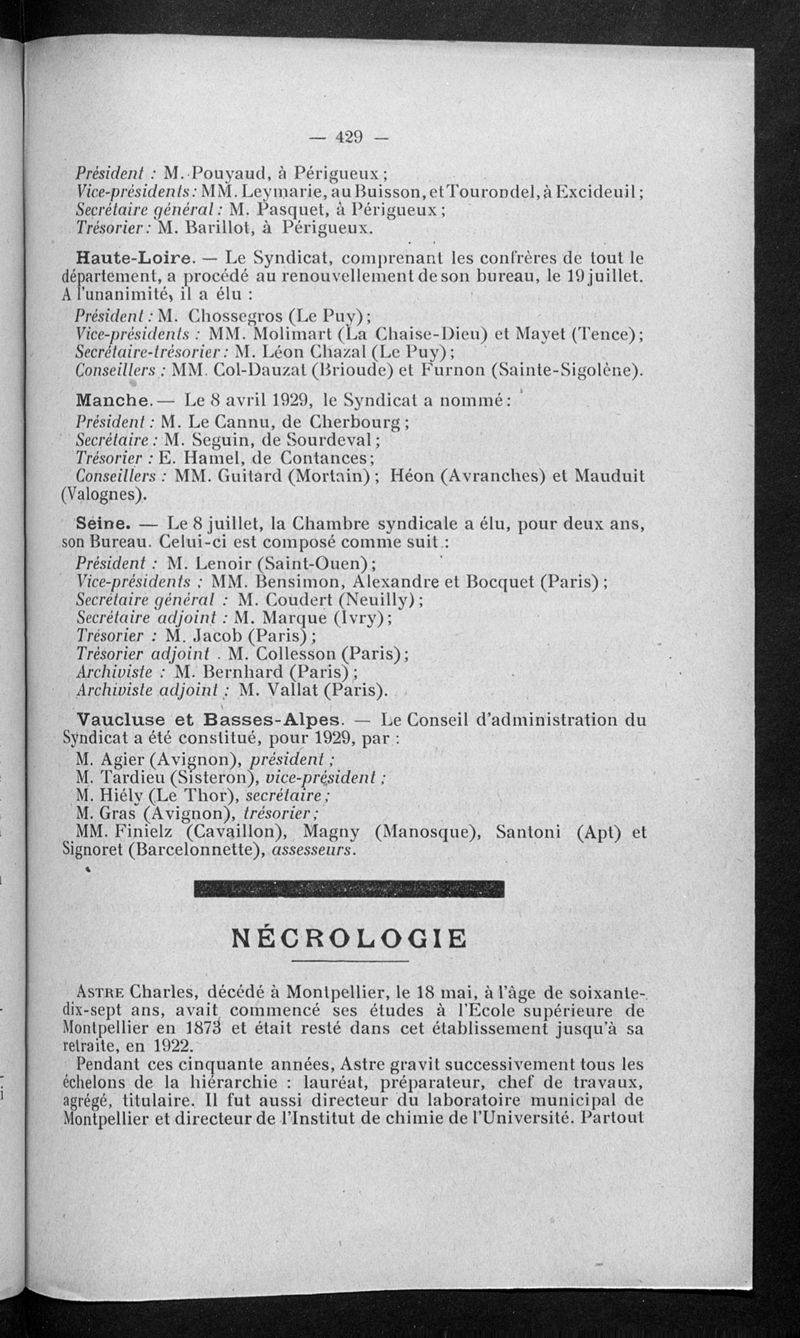 — 429 —
Président : M. Pouyaud, à Périgueux ;
Vice-présidents : MM. Leymarie, au Buisson, et Tourondel, à Excideuil ;
Secrétaire général : M. Pasquet, à Périgueux ;
Trésorier : M. Barillot, à Périgueux.
Haute-Loire. — Le Syndicat, comprenant les confrères de tout le
département, a procédé au renouvellement de son bureau, le 19 juillet.
A l'unanimité, il a élu :
Président : M. Chossegros (Le Puy) ;
Vice-présidents : MM. Molimart (La Chaise-Dieu) et Mayet (Tence) ;
Secrétaire-trésorier : M. Léon Chazal (Le Puy) ;
Conseillers : MM. Col-Dauzat (Brioude) et Furnon (Sainte-Sigolène).
Manche. — Le 8 avril 1929, le Syndicat a nommé :
Président : M. Le Cannu, de Cherbourg ;
Secrétaire : M. Seguin, de Sourdeval ;
Trésorier : E. Hamel, de Contances ;
Conseillers : MM. Guitard (Mortain) ; Héon (Avranches) et Mauduit
(Valognes).
Seine. — Le 8 juillet, la Chambre syndicale a élu, pour deux ans,
son Bureau. Celui-ci est composé comme suit :
Président : M. Lenoir (Saint-Ouen) ;
Vice-présidents : MM. Bensimon, Alexandre et Bocquet (Paris) ;
Secrétaire général : M. Coudert (Neuilly) ;
Secrétaire adjoint : M. Marque (Ivry) ;
Trésorier : M. Jacob (Paris) ;
Trésorier adjoint . M. Collesson (Paris) ;
Archiviste : M. Bernhard (Paris) ;
Archiviste adjoint : M. Vallat (Paris).
Vaucluse et Basses-Alpes. — Le Conseil d'administration du
Syndicat a été constitué, pour 1929, par :
M. Agier (Avignon), président ;
M. Tardieu (Sisteron), vice-président ;
M. Hiély (Le Thor), secrétaire ;
M. Gras (Avignon), trésorier ;
MM. Finielz (Cavaillon), Magny (Manosque), Santoni (Apt) et
Signoret (Barcelonnette), assesseurs.
NÉCROLOGIE
ASTRE Charles, décédé à Montpellier, le 18 mai, à l'âge de soixante-
dix-sept ans, avait commencé ses études à l'Ecole supérieure de
Montpellier en 1873 et était resté dans cet établissement jusqu'à sa
retraite, en 1922.
Pendant ces cinquante années, Astre gravit successivement tous les
échelons de la hiérarchie : lauréat, préparateur, chef de travaux,
agrégé, titulaire. Il fut aussi directeur du laboratoire municipal de
Montpellier et directeur de l'Institut de chimie de l'Université. Partout